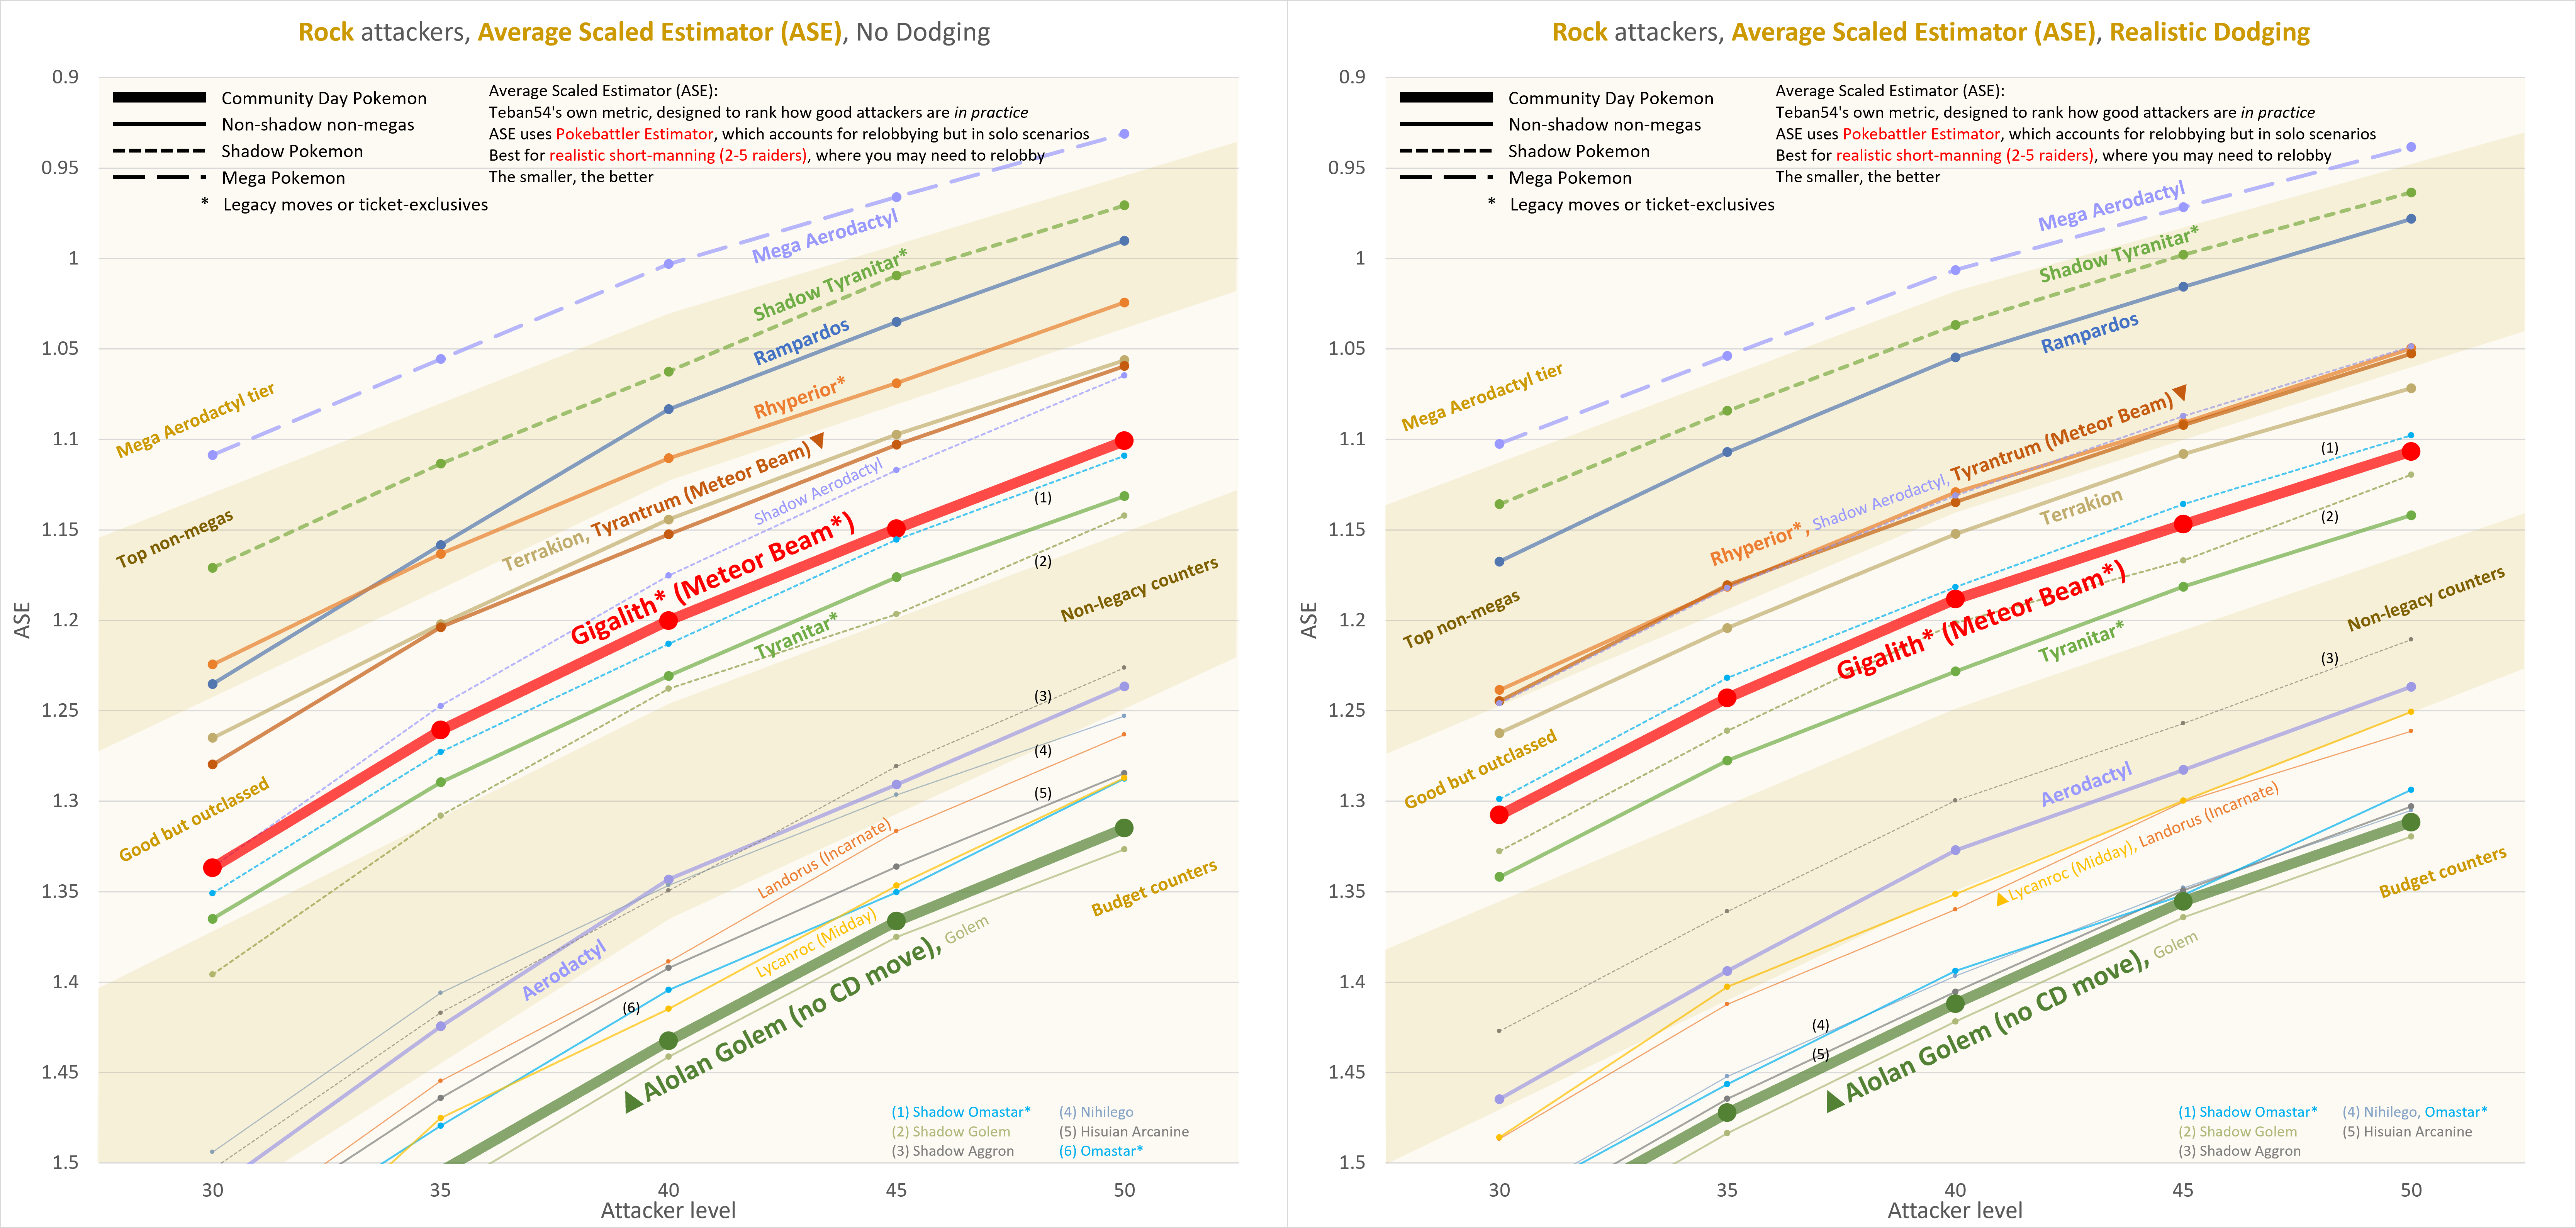 Rock attackers, Average Scaled Estimator (ASE), No Dodging
Community Day Pokemon
Non-shadow non-megas
Shadow Pokemon
Mega Pokemon
* Legacy moves or ticket-exclusives
Average Scaled Estimator (ASE):
Teban54's own metric, designed to rank how good attackers are in practice
ASE uses Pokebattler Estimator, which accounts for relobbying but in solo scenarios
Best for realistic short-manning (2-5 raiders), where you may need to relobby
The smaller, the better
0.9
0.95
1
1.05
1.1
1.15
1.2
1.25
1.3
1.35
1.4
1.45
1.5
ASE
Mega Aerodactyl
Shadow Tyranitar*
Rampardos
Mega Aerodactyl tier
Rhyperior*
Terrakion, Tyrantrum (Meteor Beam)
Shadow Aerodactyl
Top non-megas
Gigalith* (Meteor Beam*)
(1)
(2)
Tyranitar*
Non-legacy counters
(3)
(4)
(5)
Good but outclassed
Landorus (Incarnate)
Budget counters
Aerodactyl
Lycanroc (Midday)
(6)
Alolan Golem (no CD move), Golem
(1) Shadow Omastar*
(2) Shadow Golem
(3) Shadow Aggron
(4) Nihilego
(5) Hisuian Arcanine
(6) Omastar*
30
35
40
45
50
Attacker level
Rock attackers, Average Scaled Estimator (ASE), Realistic Dodging
Community Day Pokemon
Non-shadow non-megas
Shadow Pokemon
Mega Pokemon
* Legacy moves or ticket-exclusives
Average Scaled Estimator (ASE):
Teban54's own metric, designed to rank how good attackers are in practice
ASE uses Pokebattler Estimator, which accounts for relobbying but in solo scenarios
Best for realistic short-manning (2-5 raiders), where you may need to relobby
The smaller, the better
0.9
0.95
1
1.05
1.1
1.15
1.2
1.25
1.3
1.35
1.4
1.45
1.5
ASE
Mega Aerodactyl
Shadow Tyranitar*
Rampardos
Mega Aerodactyl tier
Rhyperior*, Shadow Aerodactyl, Tyrantrum (Meteor Beam)
(1)
Terrakion
(2)
Top non-megas
Gigalith* (Meteor Beam*)
Tyranitar*
Non-legacy counters
(3)
Good but outclassed
Aerodactyl
Lycanroc (Midday), Landorus (Incarnate)
Budget counters
(4)
(5)
Alolan Golem (no CD move), Golem
(1) Shadow Omastar*
(2) Shadow Golem
(3) Shadow Aggron
(4) Nihilego, Omastar*
(5) Hisuian Arcanine
30
35
40
45
50
Attacker level